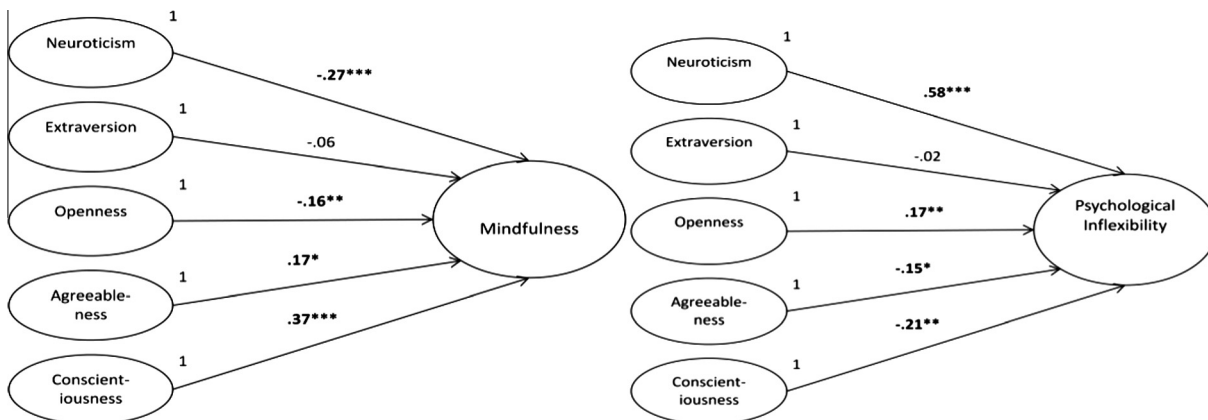 1
Neuroticism
-.27***
1
Extraversion
-.06
1
-.16**
Openness
Mindfulness
1
.17*
Agreeable-
ness
.37***
1
Conscient-
iousness
1
Neuroticism
.58***
1
Extraversion
-.02
1
.17**
Openness
Psychological
Inflexibility
1
-.15*
Agreeable-
ness
-.21**
1
Conscient-
iousness